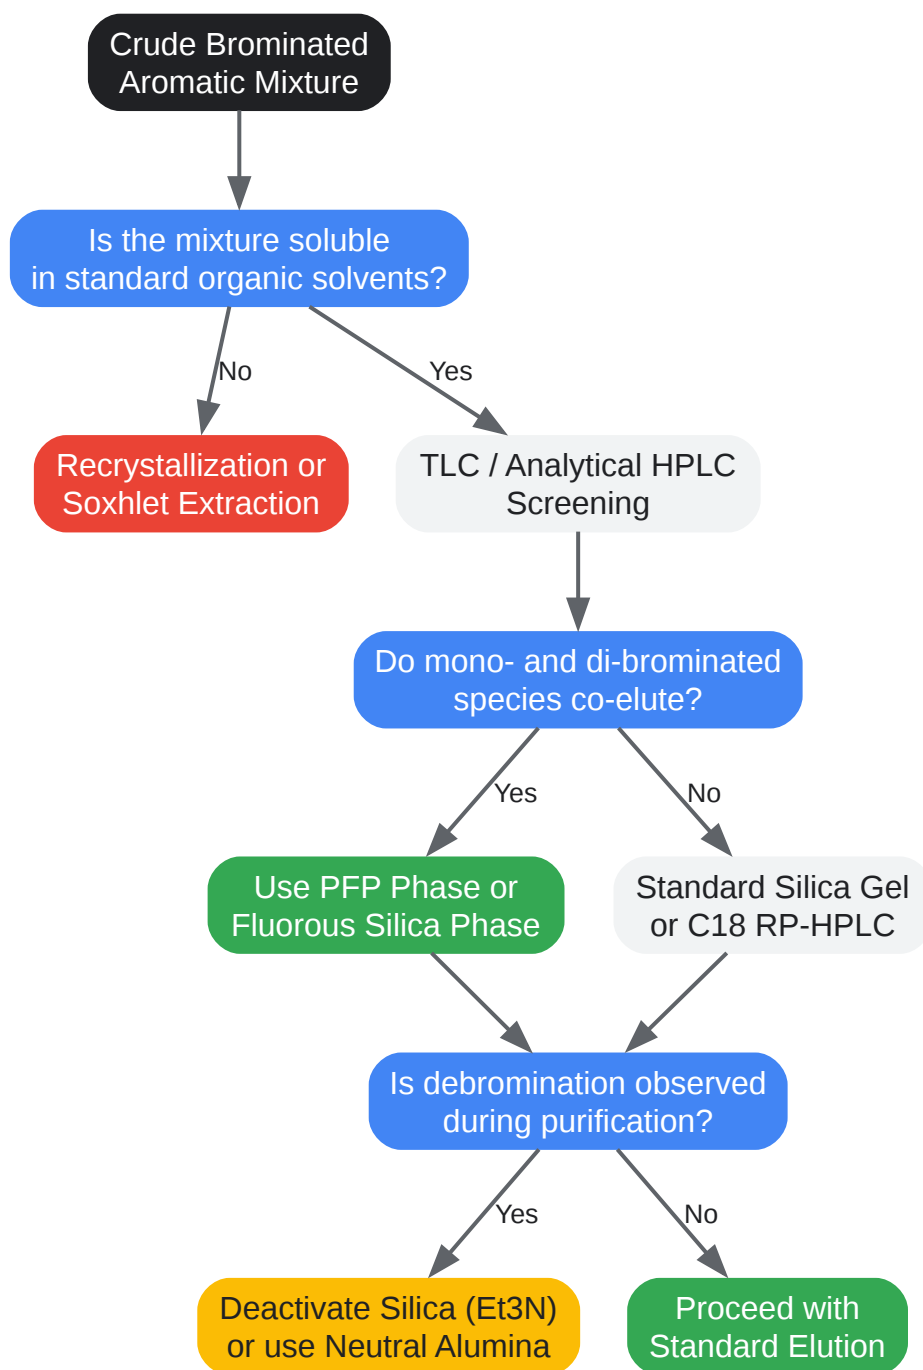 Crude Brominated
Aromatic Mixture
Is the mixture soluble
in standard organic solvents?
No
Yes
Recrystallization or
Soxhlet Extraction
TLC / Analytical HPLC
Screening
Do mono- and di-brominated
species co-elute?
Yes
No
Use PFP Phase or
Fluorous Silica Phase
Standard Silica Gel
or C18 RP-HPLC
Is debromination observed
during purification?
Yes
No
Deactivate Silica (Et3N)
or use Neutral Alumina
Proceed with
Standard Elution